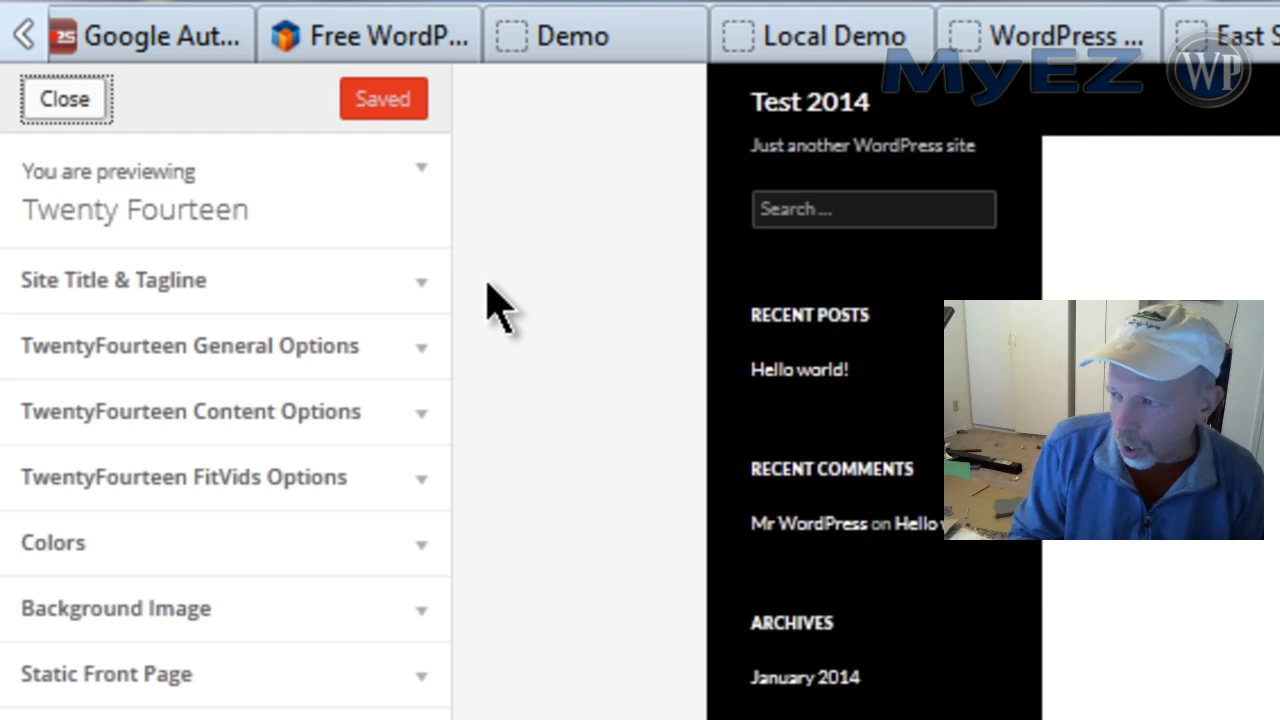 Google Aut...
Free WordP...
Demo
Local Demo
WordPress ...
East S
MyEZ
WP
Close
Saved
You are previewing
Twenty Fourteen
Site Title & Tagline
TwentyFourteen General Options
TwentyFourteen Content Options
TwentyFourteen FitVids Options
Colors
Background Image
Static Front Page
Test 2014
Just another WordPress site
Search ...
RECENT POSTS
Hello world!
RECENT COMMENTS
Mr WordPress on Hello w
ARCHIVES
January 2014